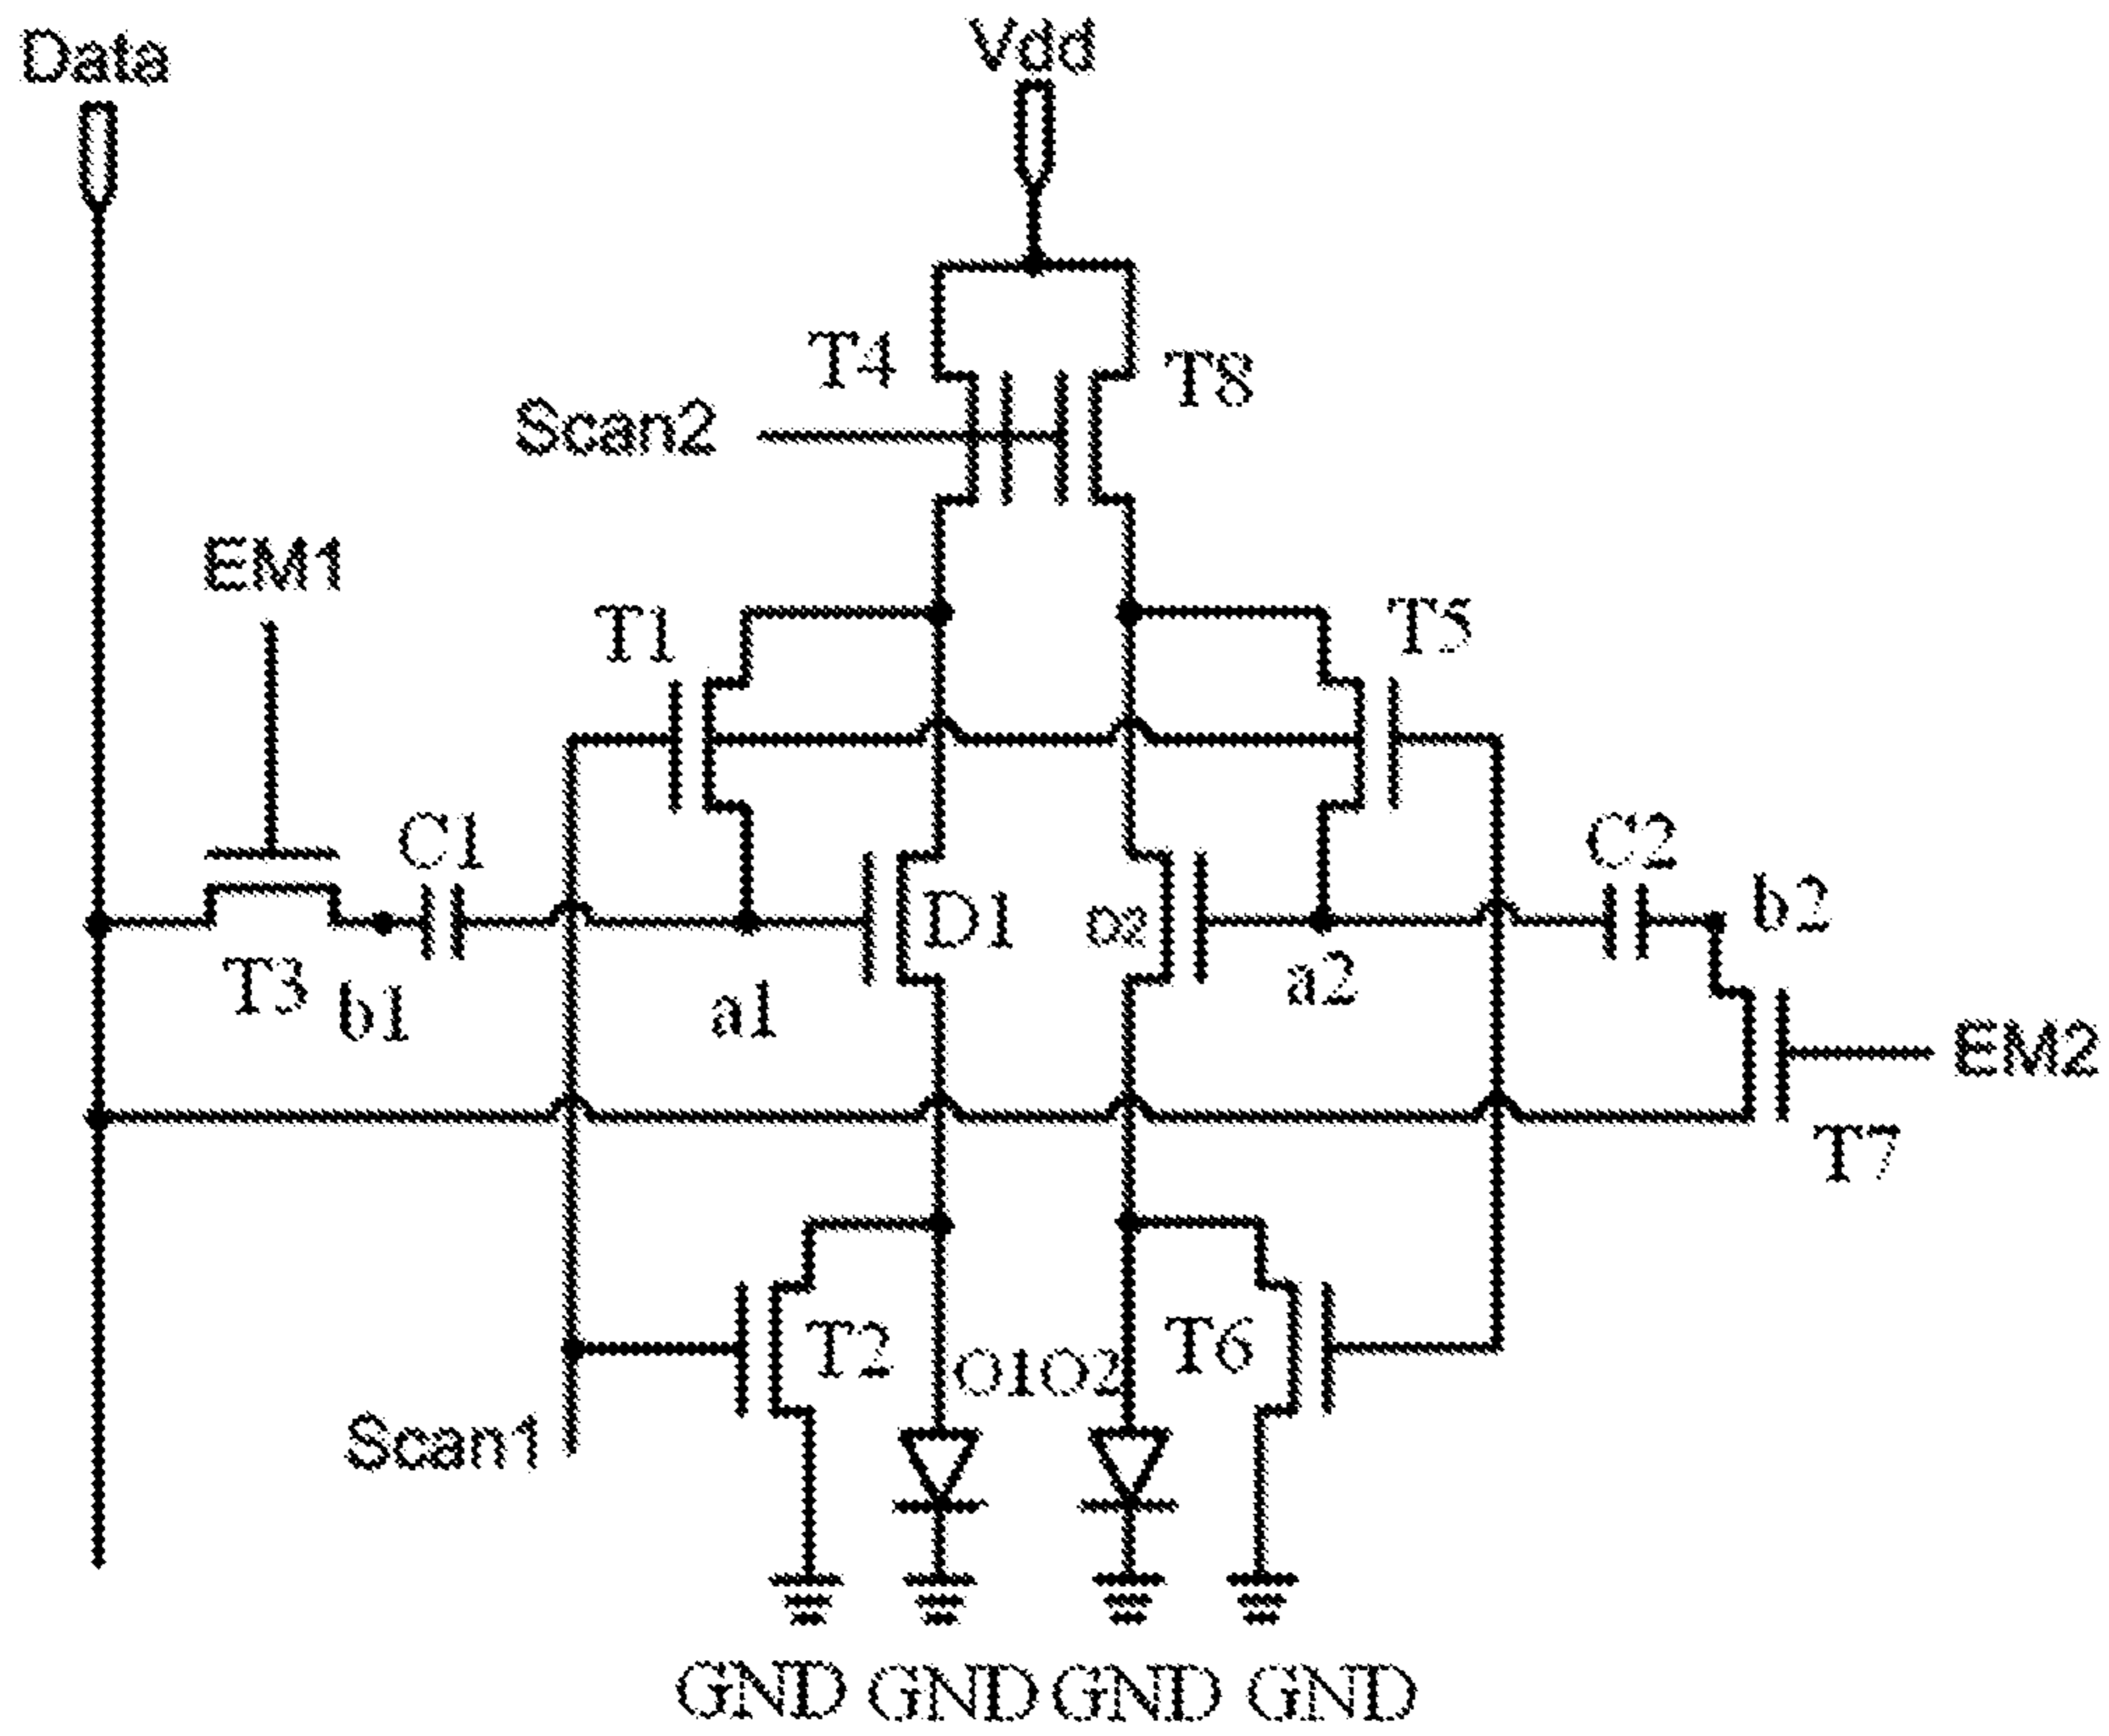 Data
Vdd
T4
T8
Scan2
EM1
T1
T5
C1
C2
b2
D1
D2
T3
b1
a1
a2
EM2
T7
T2
O1O2
T6
Scan1
GND GND GND GND